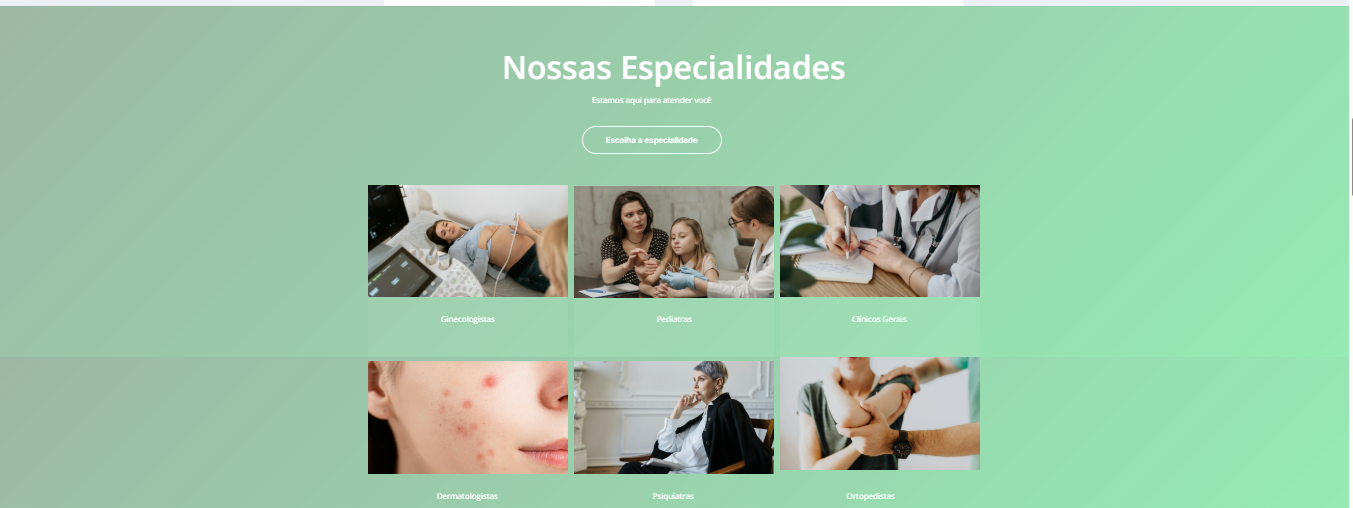 Nossas Especialidades
Estamos aqui para atender você
Escolha a especialidade
Ginecologistas
Pediatras
Clínicos Gerais
Dermatologistas
Psiquiatras
Ortopedistas